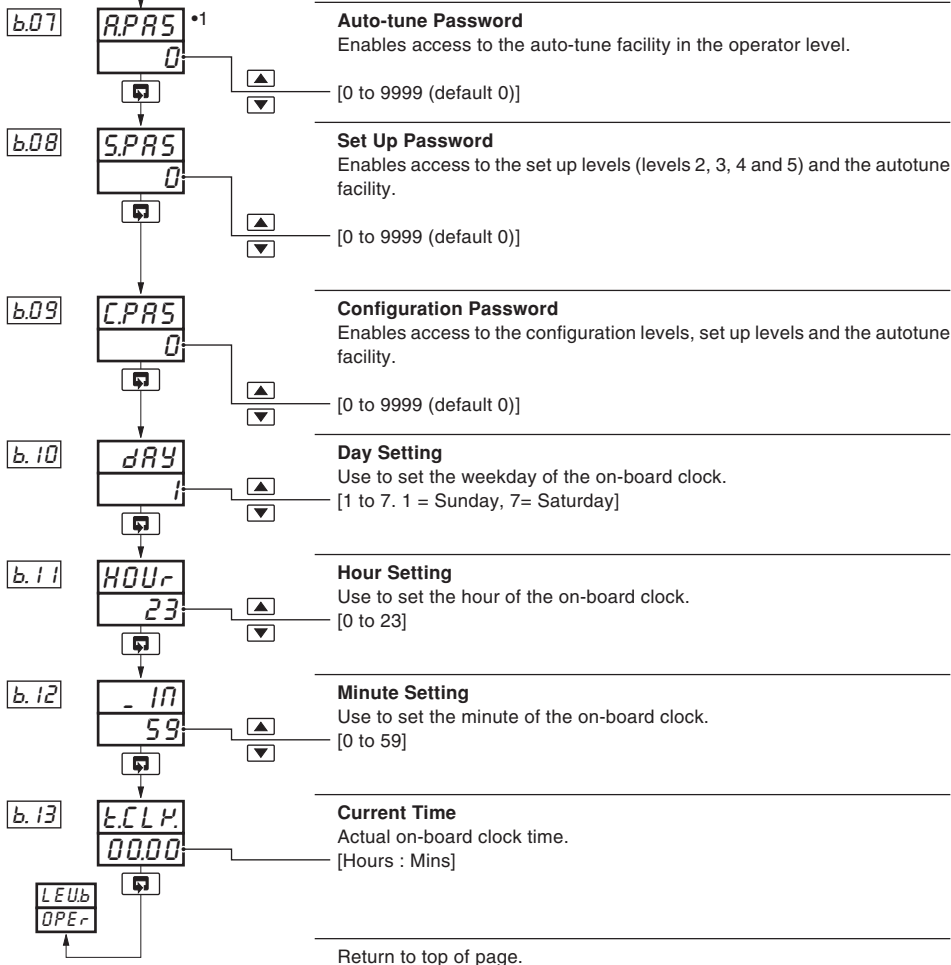 b.07
A.PAS •1
0
Auto-tune Password
Enables access to the auto-tune facility in the operator level.
[0 to 9999 (default 0)]
b.08
S.PAS
0
Set Up Password
Enables access to the set up levels (levels 2, 3, 4 and 5) and the autotune
facility.
[0 to 9999 (default 0)]
b.09
C.PAS
0
Configuration Password
Enables access to the configuration levels, set up levels and the autotune
facility.
[0 to 9999 (default 0)]
b.10
dAY
1
Day Setting
Use to set the weekday of the on-board clock.
[1 to 7. 1 = Sunday, 7= Saturday]
b.11
HOUr
23
Hour Setting
Use to set the hour of the on-board clock.
[0 to 23]
b.12
_ IN
59
Minute Setting
Use to set the minute of the on-board clock.
[0 to 59]
b.13
t.CLK.
00.00
Current Time
Actual on-board clock time.
[Hours : Mins]
LEV.b
OPEr
Return to top of page.